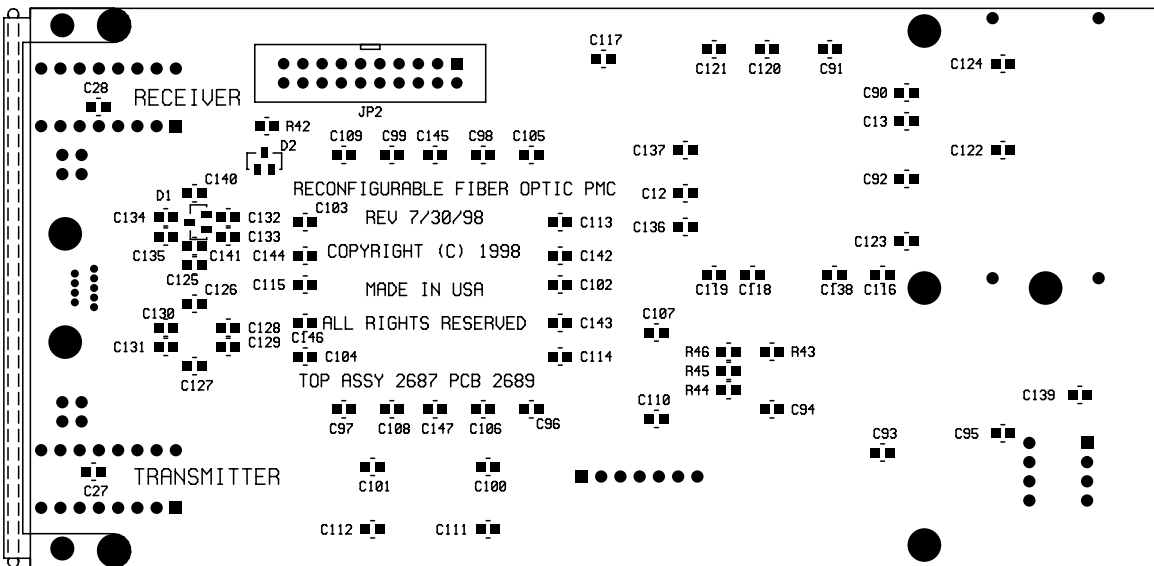 C117
C121 C120 C91
C124
C28
RECEIVER
C90
JP2
C13
R42
D2
C109 C99 C145 C98 C105
C137
C122
C140
D1
RECONFIGURABLE FIBER OPTIC PMC
C12
C92
C134 C132
C103
REV 7/30/98
C113
C136
C133
C135 C141
C144
COPYRIGHT (C) 1998
C142
C123
C125
C115
MADE IN USA
C102
C119 C118 C138 C116
C126
C130
C128
ALL RIGHTS RESERVED
C143
C107
C131 C129
C146
C104
C114
R46 R43
C127
R45
TOP ASSY 2687 PCB 2689
R44
C139
C110
C94
C97 C108 C147 C106 C96
C93
C95
TRANSMITTER
C27
C101 C100
C112 C111